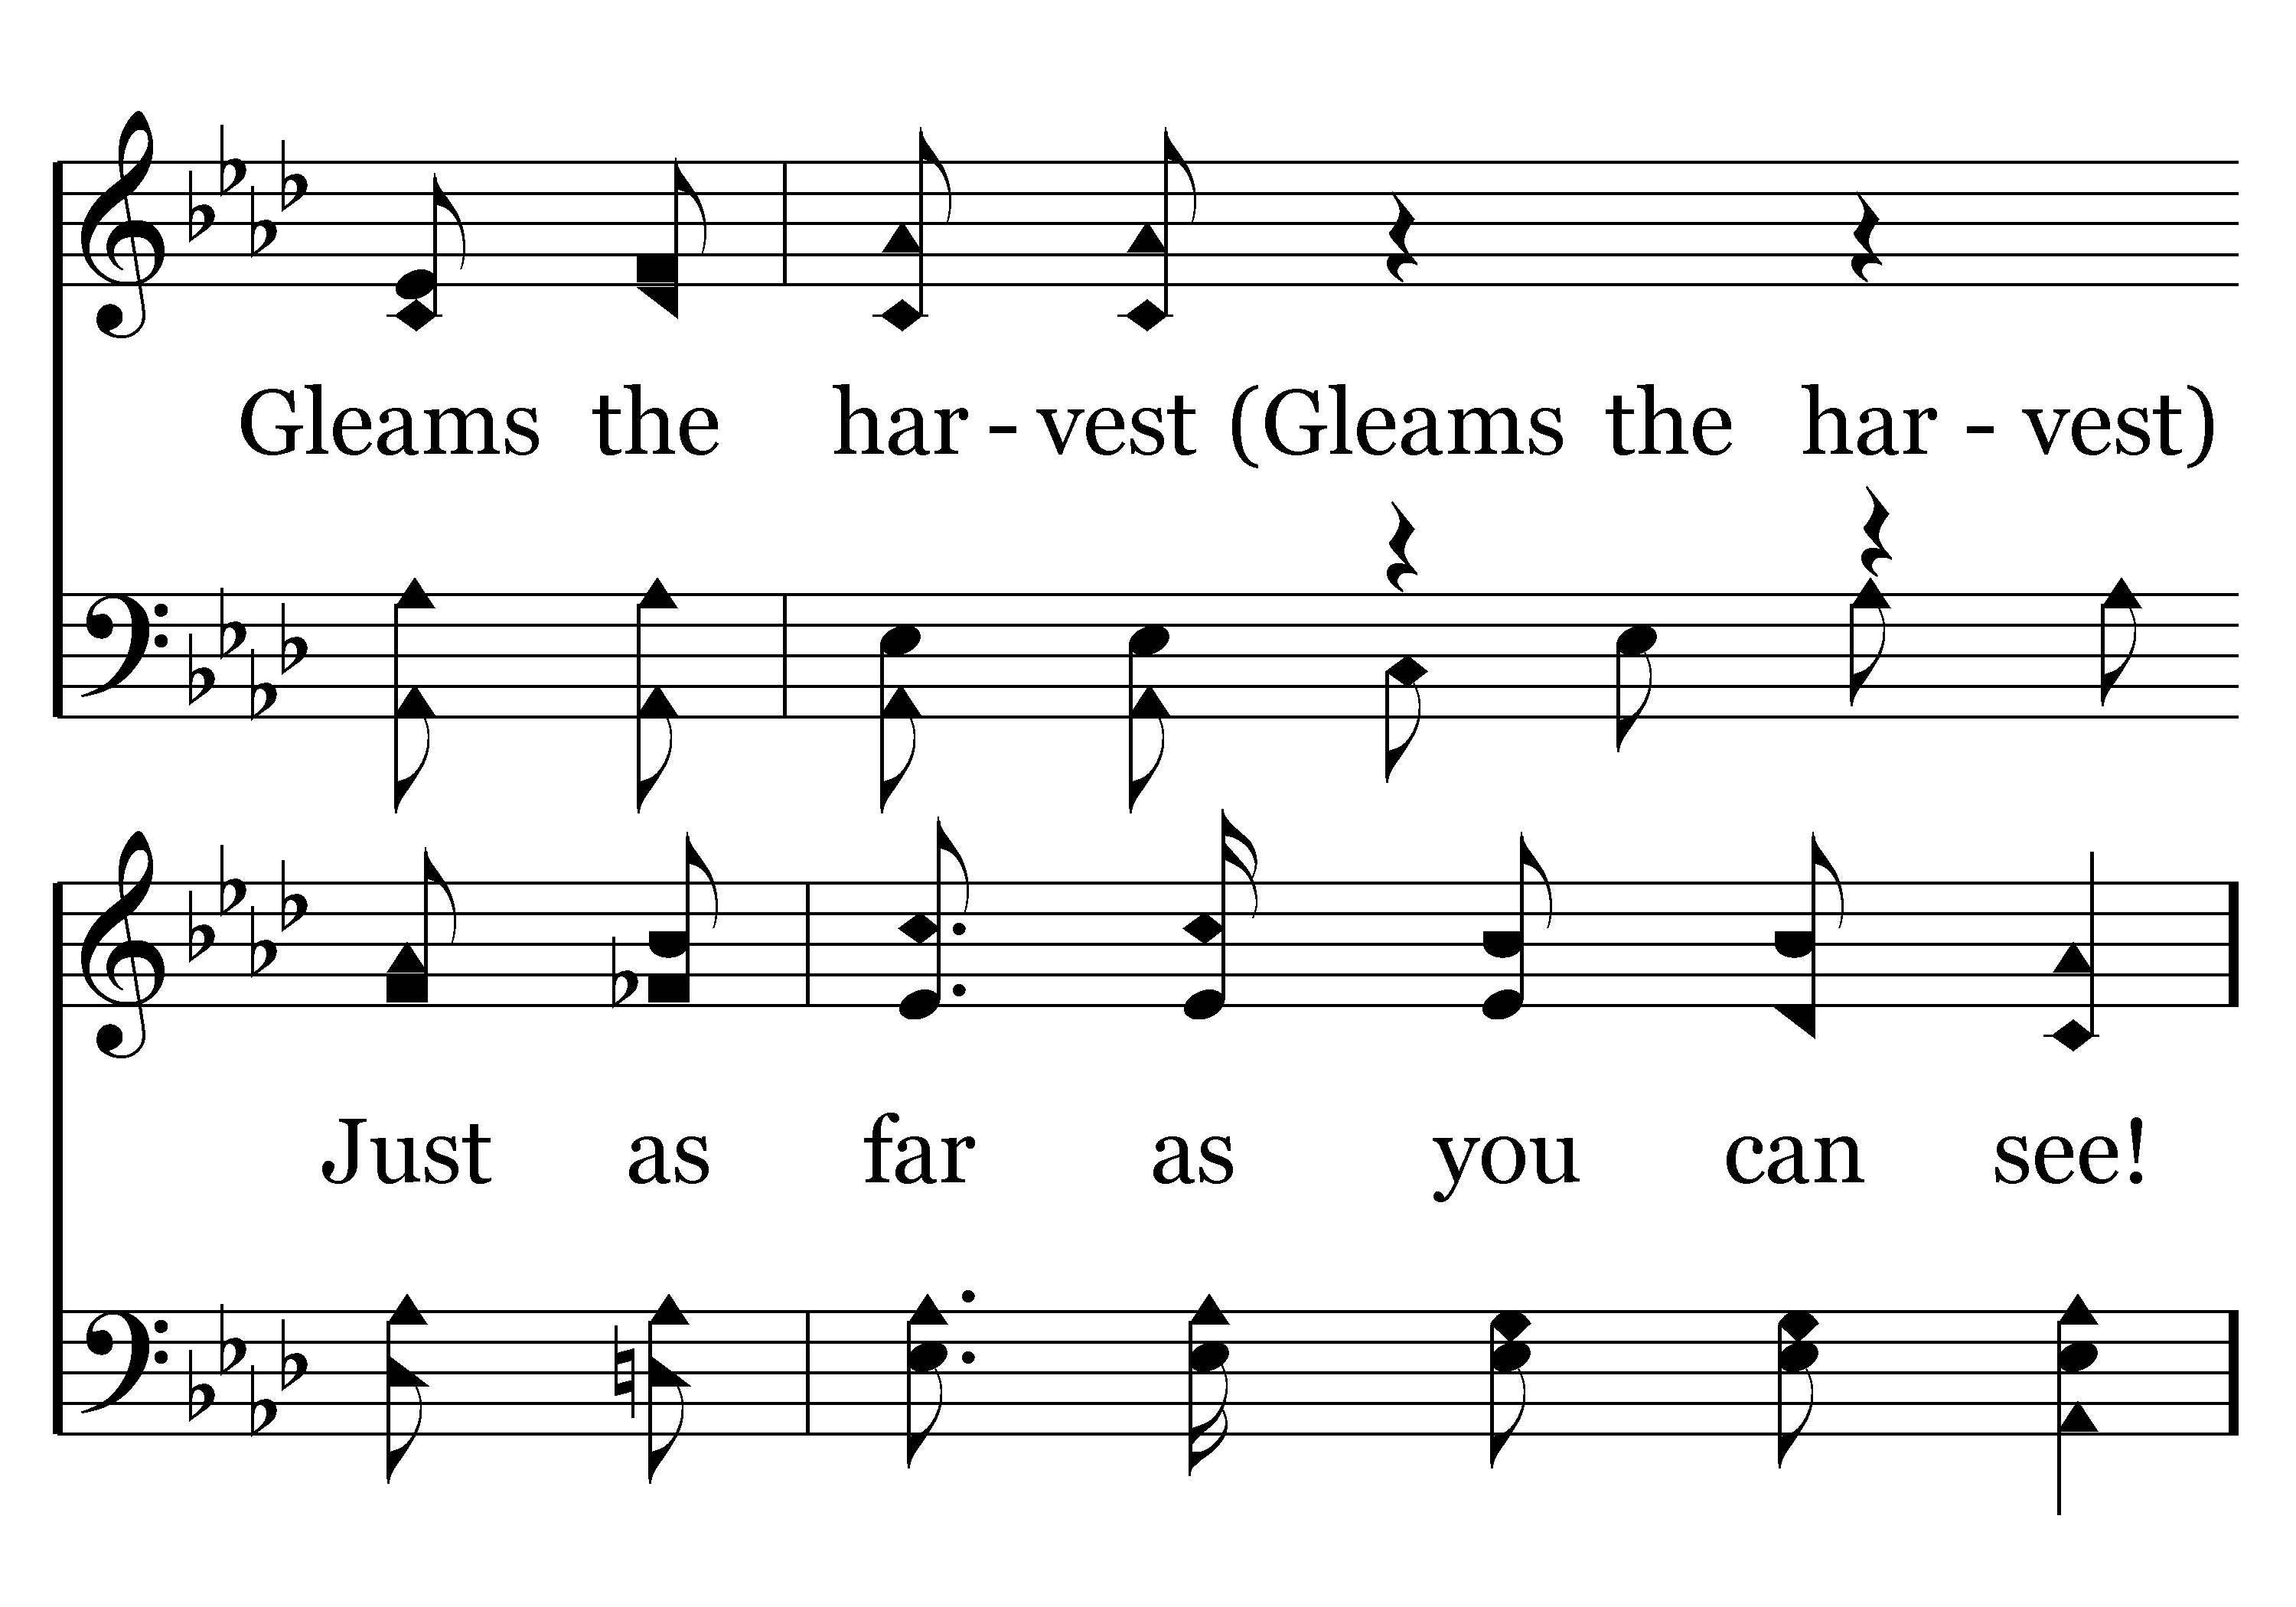 Gleams the har - vest (Gleams the har - vest)
Just as far as you can see!